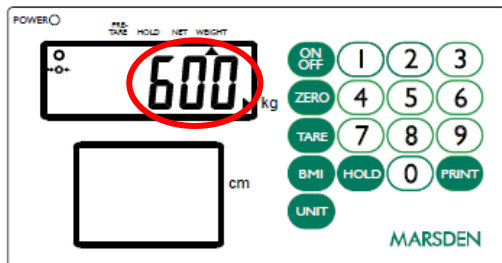 POWER
PRE-
TARE HOLD NET WEIGHT
600
kg
cm
ON
OFF 1 2 3
ZERO 4 5 6
TARE 7 8 9
BMI HOLD 0 PRINT
UNIT
MARSDEN